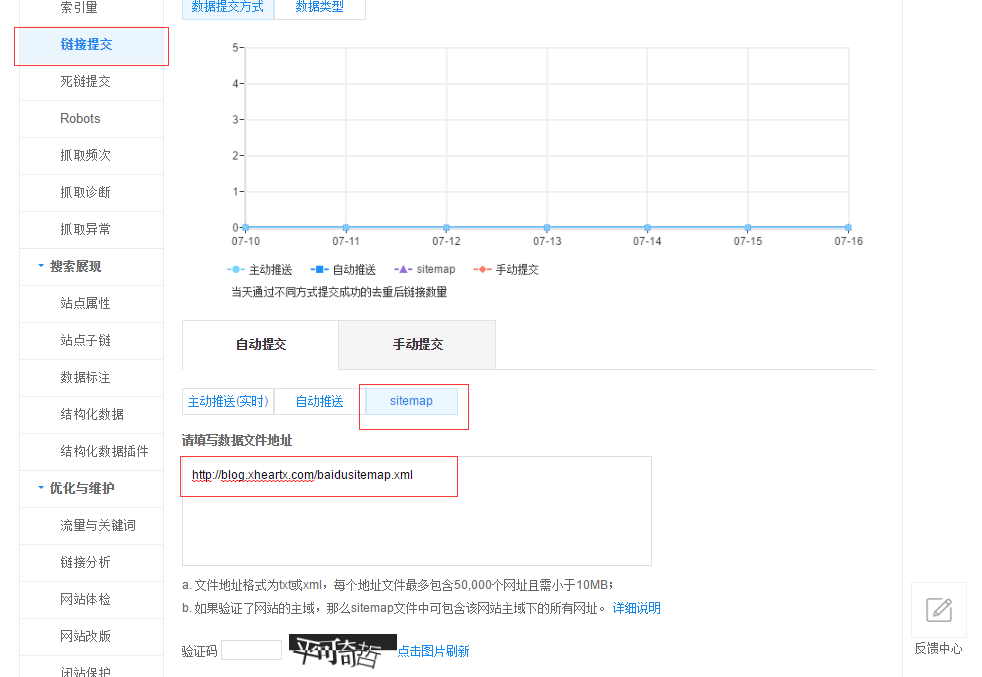 索引量
链接提交
死链提交
Robots
抓取频次
抓取诊断
抓取异常
搜索展现
站点属性
站点子链
数据标注
结构化数据
结构化数据插件
优化与维护
流量与关键词
链接分析
网站体检
网站改版
闭站保护
数据提交方式 数据类型
5
4
3
2
1
0
07-10 07-11 07-12 07-13 07-14 07-15 07-16
主动推送 自动推送 sitemap 手动提交
当天通过不同方式提交成功的去重后链接数量
自动提交 手动提交
主动推送(实时) 自动推送 sitemap
请填写数据文件地址
http://blog.xheartx.com/baidusitemap.xml
a. 文件地址格式为txt或xml，每个地址文件最多包含50,000个网址且需小于10MB；
b. 如果验证了网站的主域，那么sitemap文件中可包含该网站主域下的所有网址。 详细说明
验证码 点击图片刷新
反馈中心